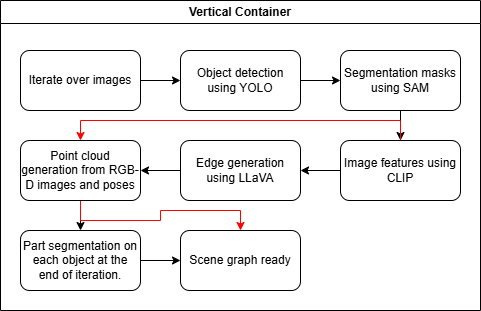 Vertical Container
Iterate over images
Object detection
using YOLO
Segmentation masks
using SAM
Point cloud
generation from RGB-
D images and poses
Edge generation
using LLaVA
Image features using
CLIP
Part segmentation on
each object at the
end of iteration.
Scene graph ready